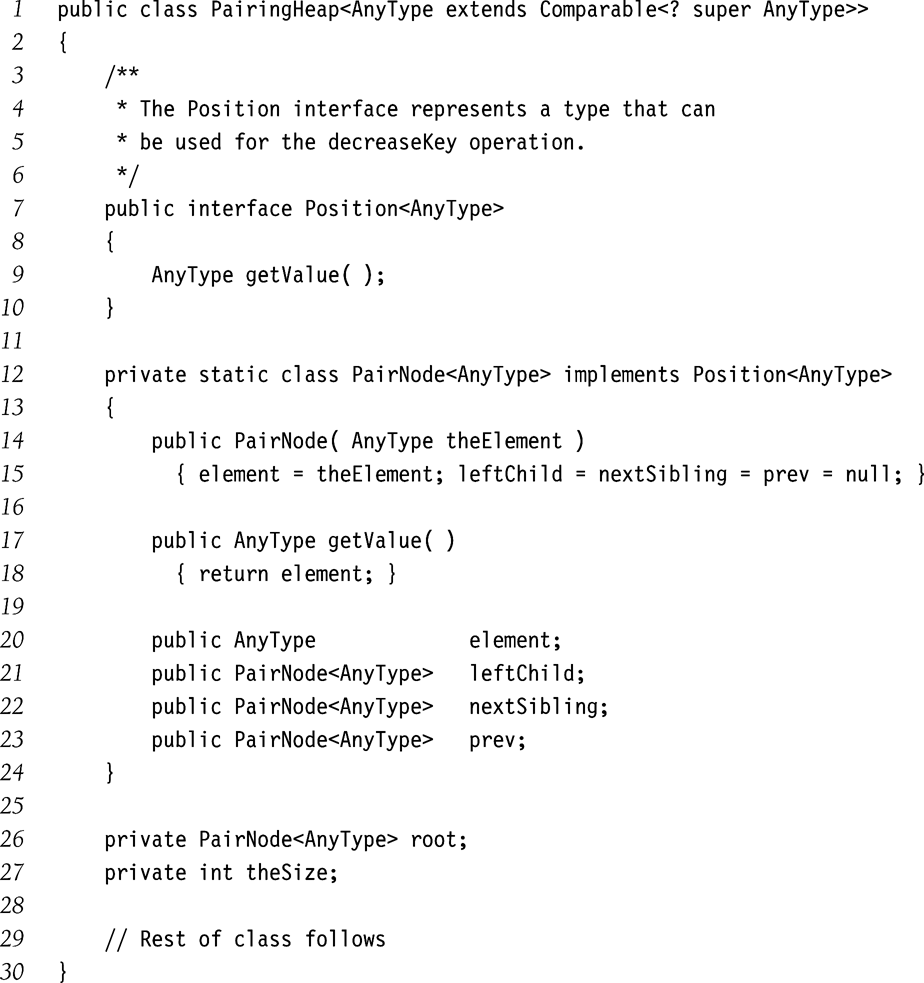 1 public class PairingHeap<AnyType extends Comparable<? super AnyType>>
2 {
3     /**
4      * The Position interface represents a type that can
5      * be used for the decreaseKey operation.
6      */
7     public interface Position<AnyType>
8     {
9         AnyType getValue( );
10     }
11
12     private static class PairNode<AnyType> implements Position<AnyType>
13     {
14         public PairNode( AnyType theElement )
15           { element = theElement; leftChild = nextSibling = prev = null; }
16
17         public AnyType getValue( )
18           { return element; }
19
20         public AnyType             element;
21         public PairNode<AnyType>   leftChild;
22         public PairNode<AnyType>   nextSibling;
23         public PairNode<AnyType>   prev;
24     }
25
26     private PairNode<AnyType> root;
27     private int theSize;
28
29     // Rest of class follows
30 }